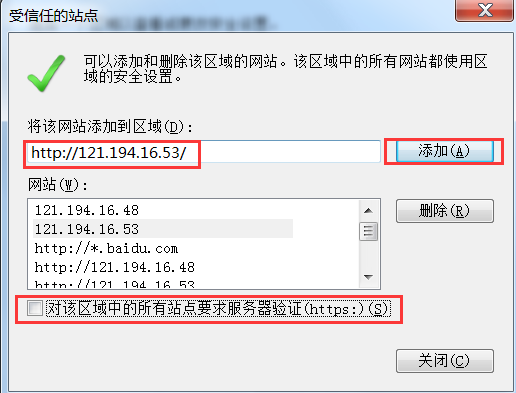 受信任的站点
可以添加和删除该区域的网站。该区域中的所有网站都使用区
域的安全设置。
将该网站添加到区域(D):
http://121.194.16.53/
添加(A)
网站(W):
121.194.16.48
121.194.16.53
http://*.baidu.com
http://121.194.16.48
http://121.194.16.53
删除(R)
对该区域中的所有站点要求服务器验证(https:)(S)
关闭(C)